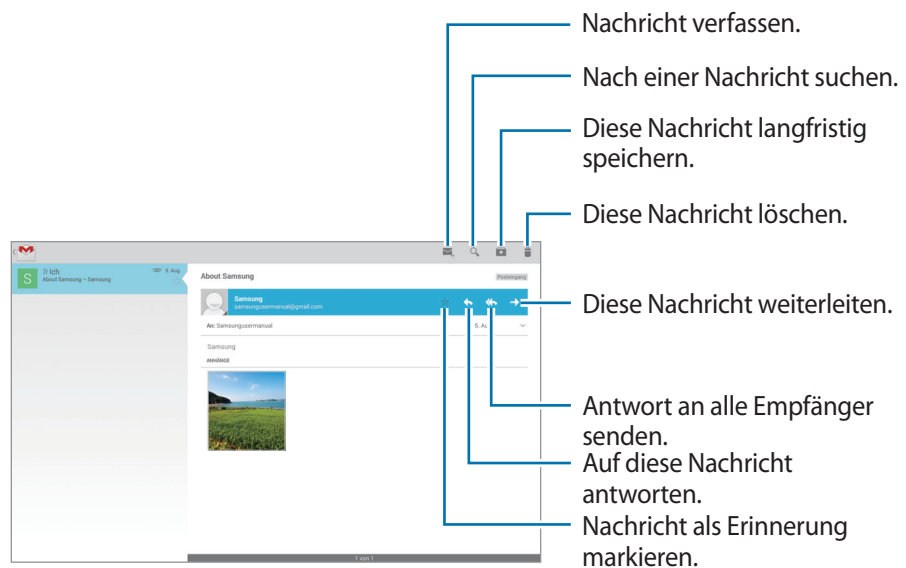 Nachricht verfassen.
Nach einer Nachricht suchen.
Diese Nachricht langfristig
speichern.
Diese Nachricht löschen.
S
Ich
5. Aug
About Samsung – Samsung
About Samsung
Posteingang
Samsung
samsungusermanual@gmail.com
An: Samsungusermanual
5. Au
Samsung
ANHÄNGE
1 von 1
Diese Nachricht weiterleiten.
Antwort an alle Empfänger
senden.
Auf diese Nachricht
antworten.
Nachricht als Erinnerung
markieren.